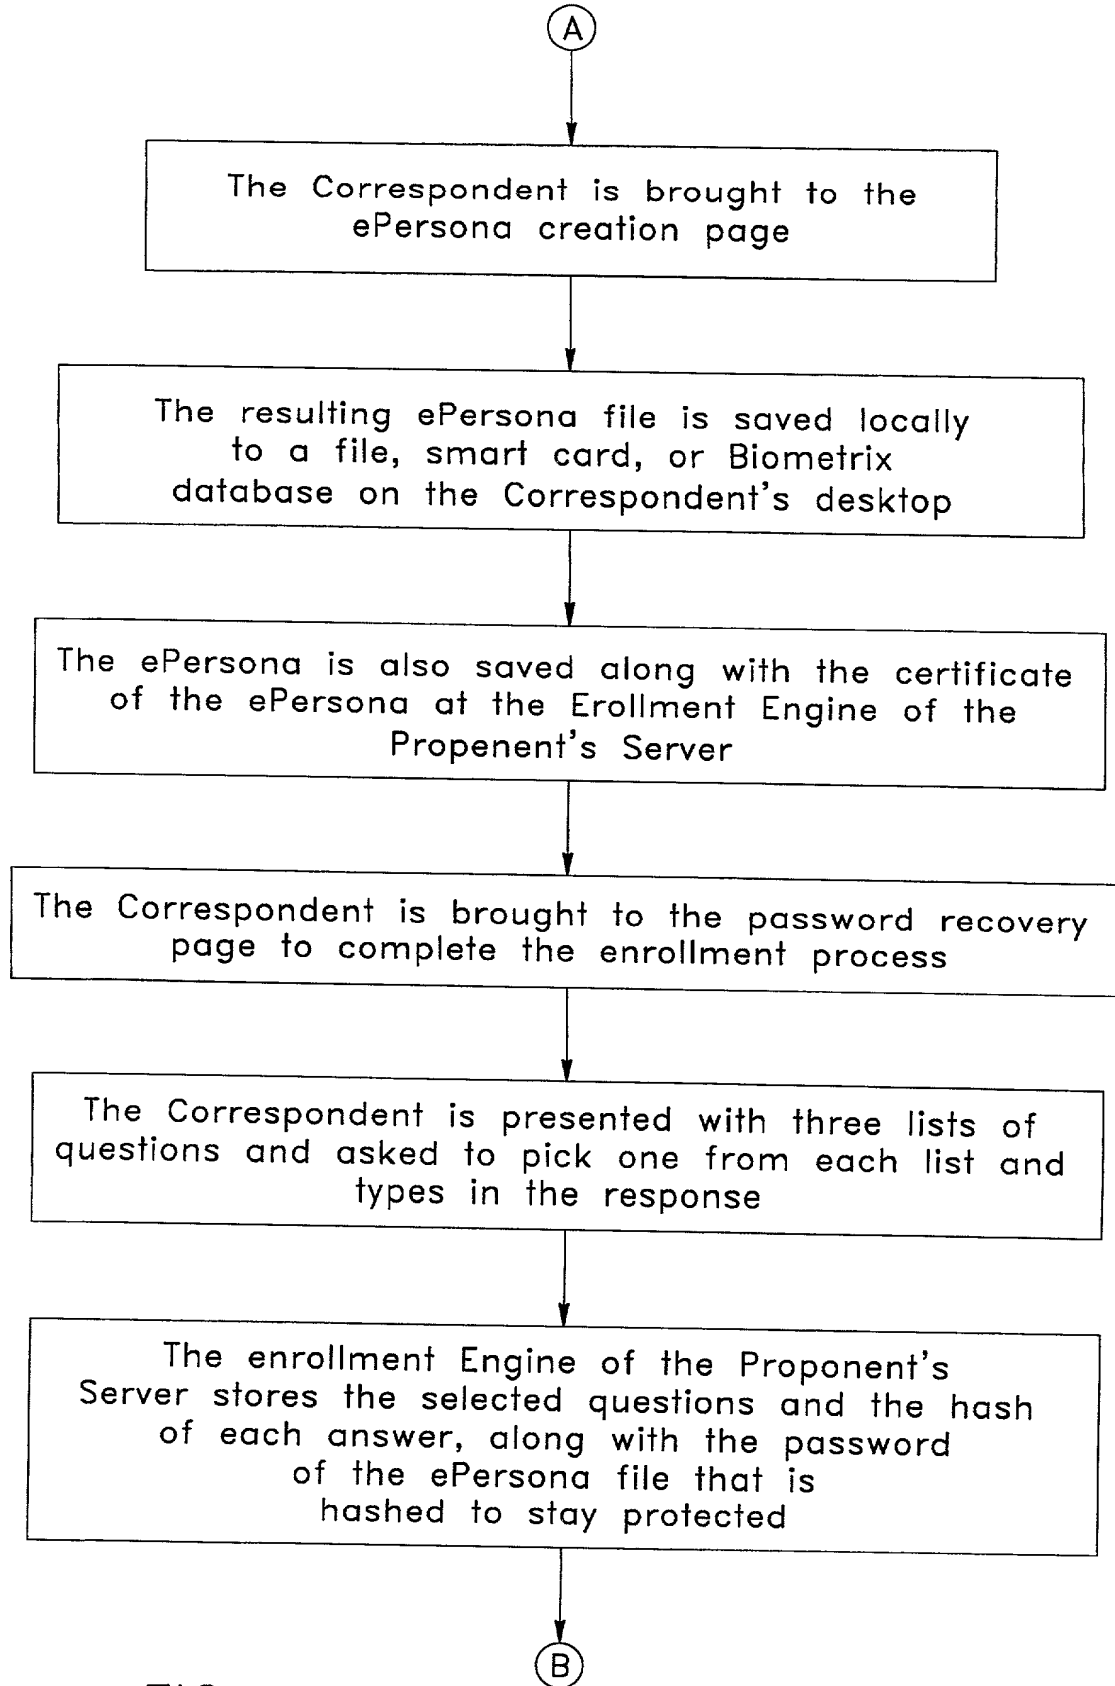 A
The Correspondent is brought to the
ePersona creation page
The resulting ePersona file is saved locally
to a file, smart card, or Biometrix
database on the Correspondent's desktop
The ePersona is also saved along with the certificate
of the ePersona at the Erollment Engine of the
Propenent's Server
The Correspondent is brought to the password recovery
page to complete the enrollment process
The Correspondent is presented with three lists of
questions and asked to pick one from each list and
types in the response
The enrollment Engine of the Proponent's
Server stores the selected questions and the hash
of each answer, along with the password
of the ePersona file that is
hashed to stay protected
B